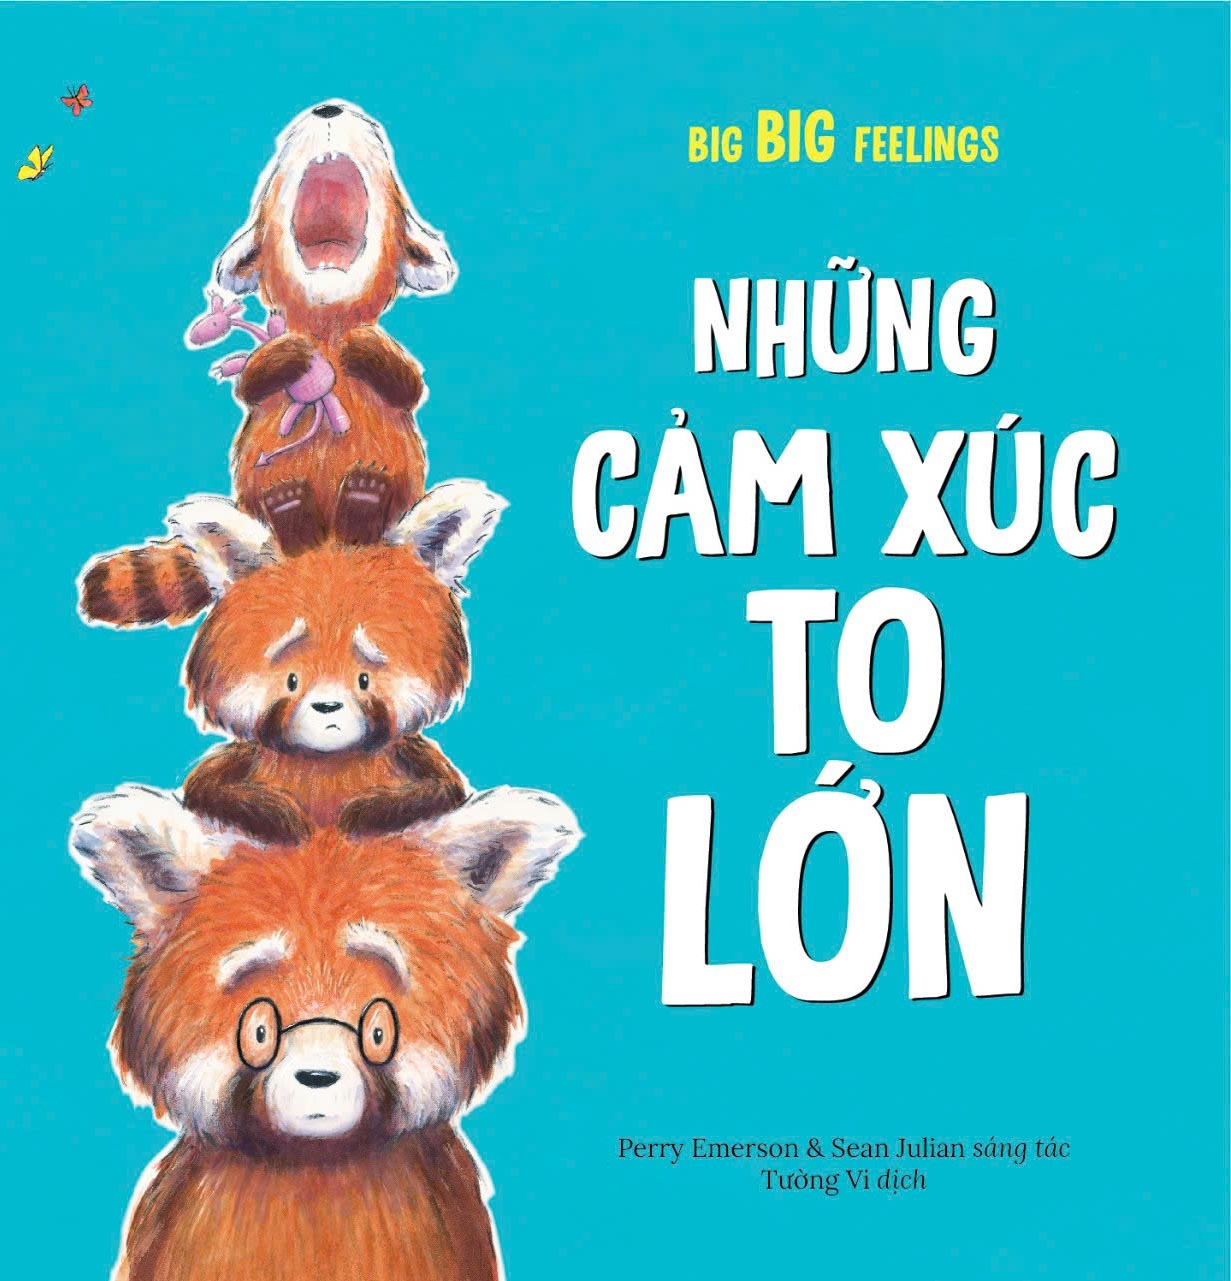 BIG BIG FEELINGS
NHỮNG
CẢM XÚC
TO
LỚN
Perry Emerson & Sean Julian sáng tác
Tường Vi dịch